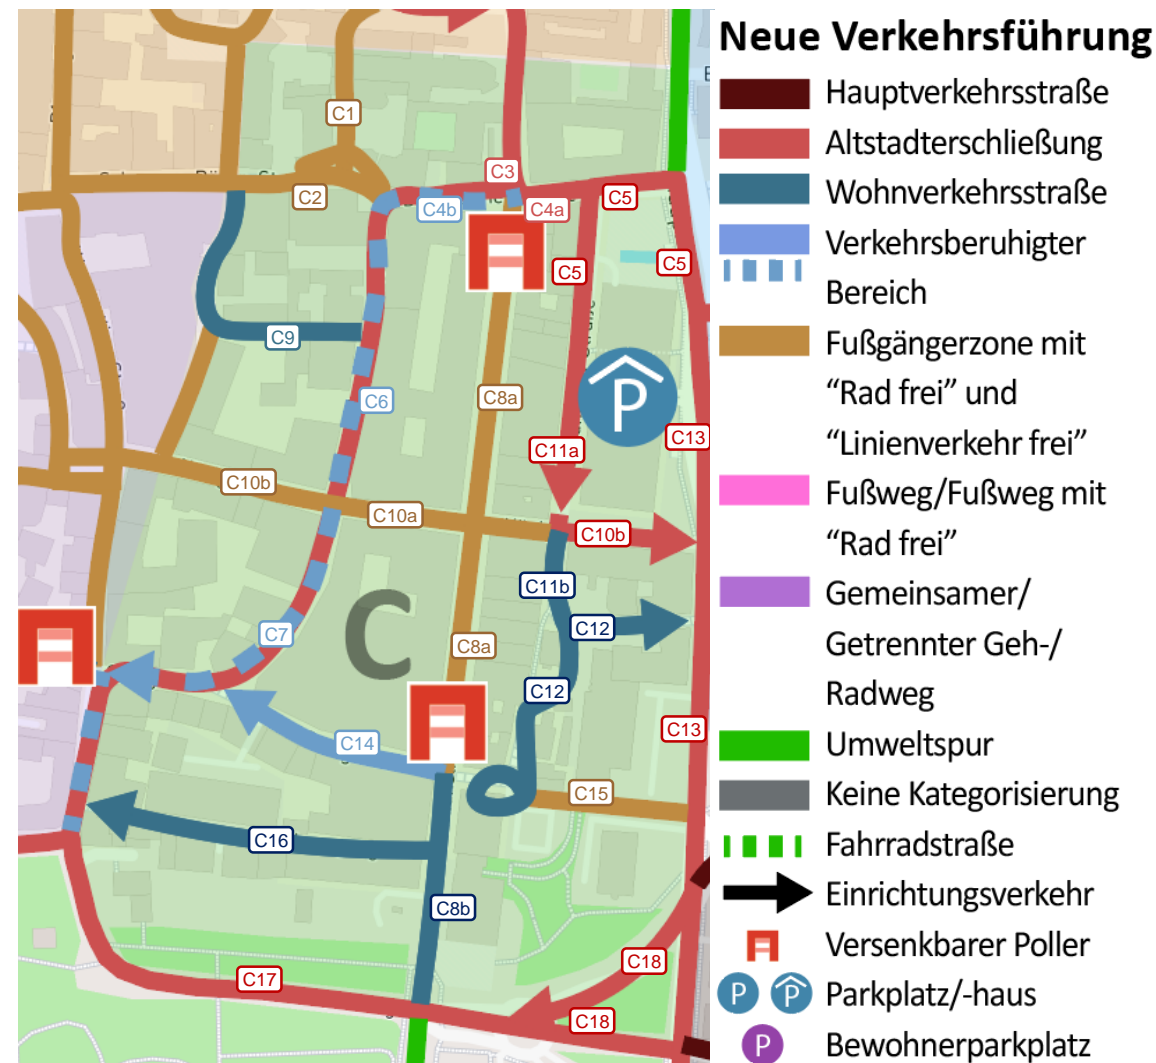 Neue Verkehrsführung
Hauptverkehrsstraße
Altstadterschließung
Wohnverkehrsstraße
Verkehrsberuhigter
Bereich
Fußgängerzone mit
“Rad frei” und
“Linienverkehr frei”
Fußweg/Fußweg mit
“Rad frei”
Gemeinsamer/
Getrennter Geh-/
Radweg
Umweltspur
Keine Kategorisierung
Fahrradstraße
Einrichtungsverkehr
Versenkbarer Poller
P P Parkplatz/-haus
P Bewohnerparkplatz
C1
C3
C2
C4b
C4a
C5
C5
C5
C9
P
C6
C8a
C13
C11a
C10b
C10a
C10b
C11b
C12
C7
C
C8a
C12
C13
C14
C15
C16
C8b
C18
C17
C18